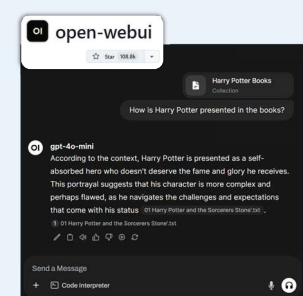 OI open-webui
Star 108.8k
Harry Potter Books
Collection
How is Harry Potter presented in the books?
OI gpt-4o-mini
According to the context, Harry Potter is presented as a self-
absorbed hero who doesn't deserve the fame and glory he receives.
This portrayal suggests that his character is more complex and
perhaps flawed, as he navigates the challenges and expectations
that come with his status 01 Harry Potter and the Sorcerers Stone'.txt .
1 01 Harry Potter and the Sorcerers Stone'.txt
Send a Message
Code Interpreter